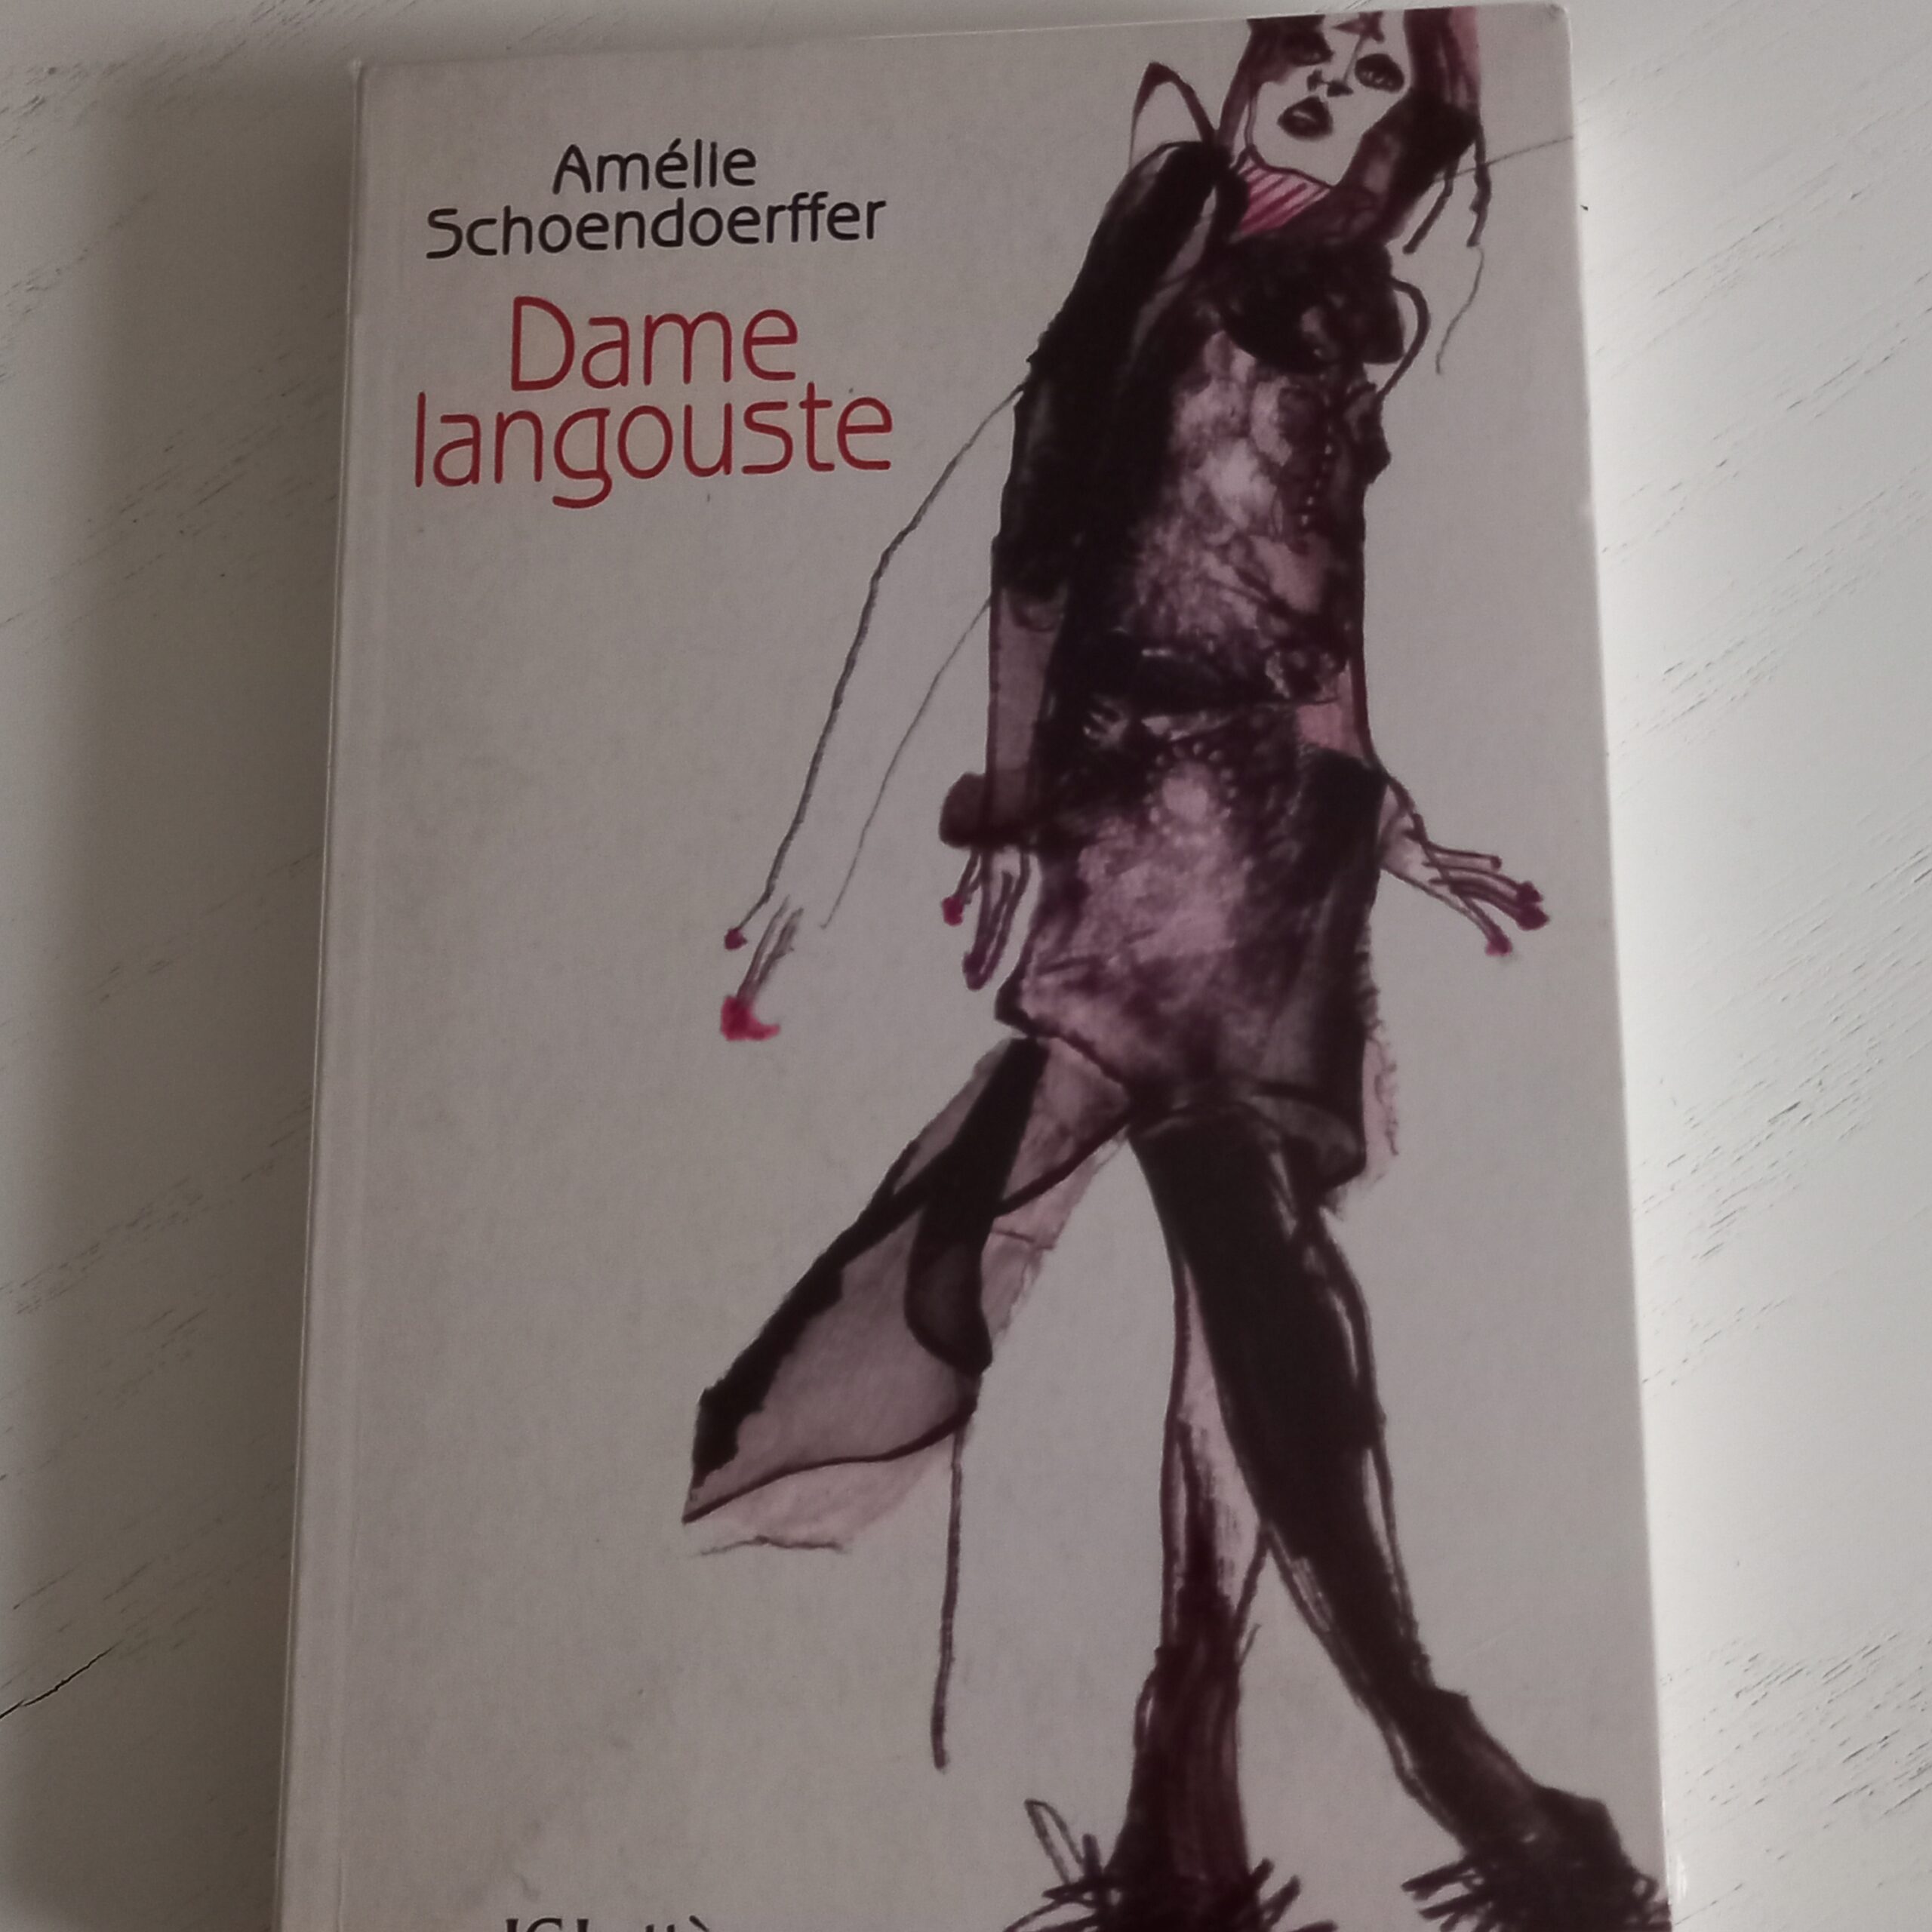 Amélie
Schoendoerffer
Dame
langouste